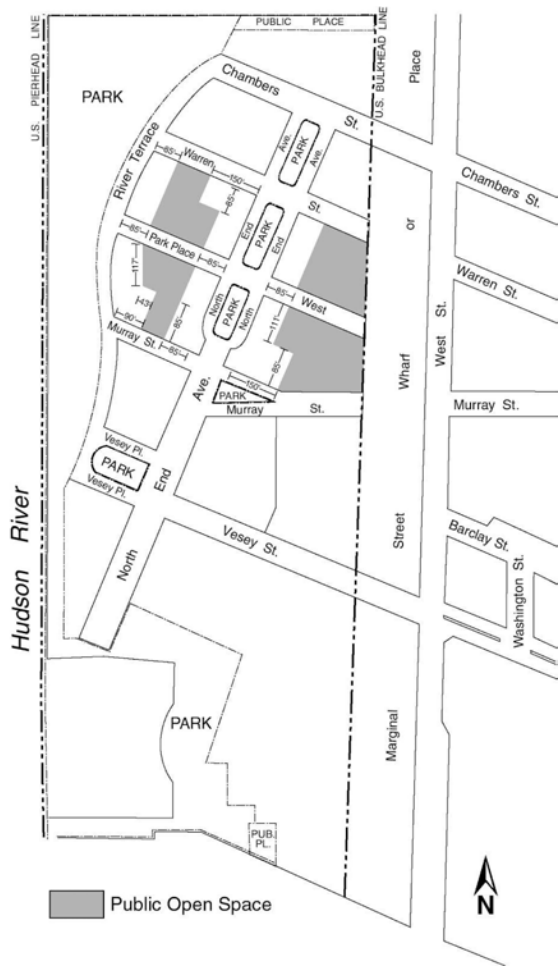 PUBLIC PLACE
U.S. PIERHEAD LINE
U.S. BULKHEAD LINE
Place
PARK
Chambers
St.
Chambers St.
River Terrace
Ave.
PARK
Ave.
85'
Warren
150'
85'
St.
or
End
PARK
End
Warren St.
85'
Park Place
85'
117'
85'
West
North
PARK
North
111'
West St.
43'
90'
85'
Murray St.
85'
85'
150'
Wharf
Ave.
PARK
Murray St.
Murray St.
Vesey Pl.
PARK
Vesey Pl.
End
Vesey St.
Street
Barclay St.
Washington St.
North
Hudson River
PARK
Marginal
PUB.
PL.
N
Public Open Space